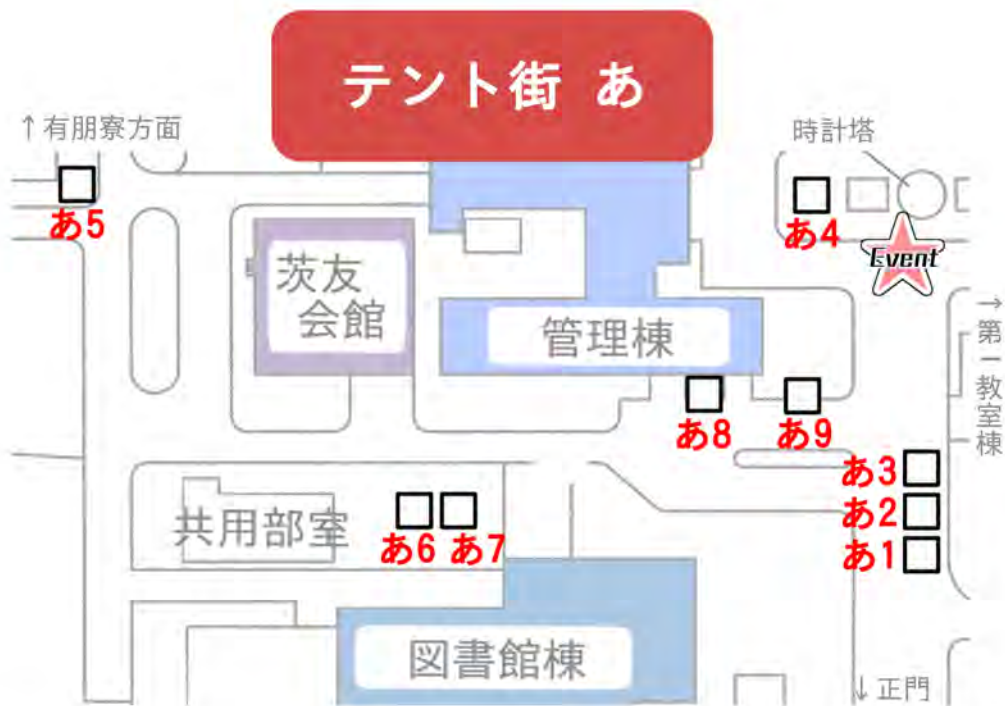 テント街 あ
↑有朋寮方面
時計塔
あ5
あ4
Event
茨友
会館
管理棟
→第一教室棟
あ8
あ9
あ3
あ2
あ1
共用部室
あ6
あ7
図書館棟
↓正門